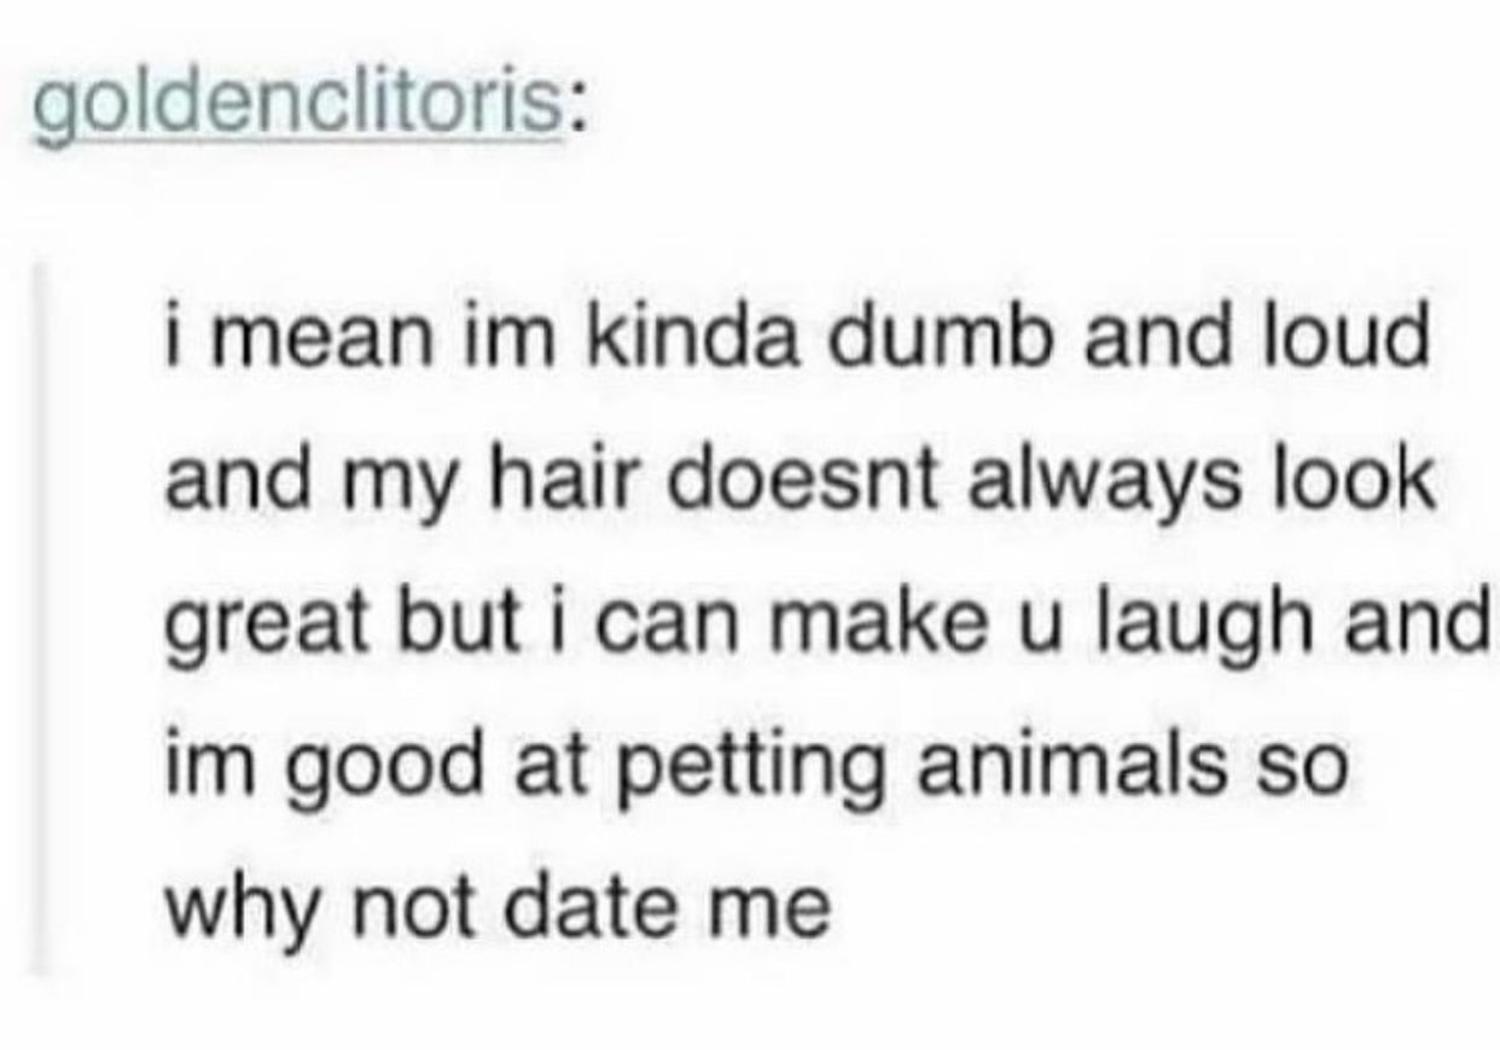 goldenclitoris:
i mean im kinda dumb and loud
and my hair doesnt always look
great but i can make u laugh and
im good at petting animals so
why not date me